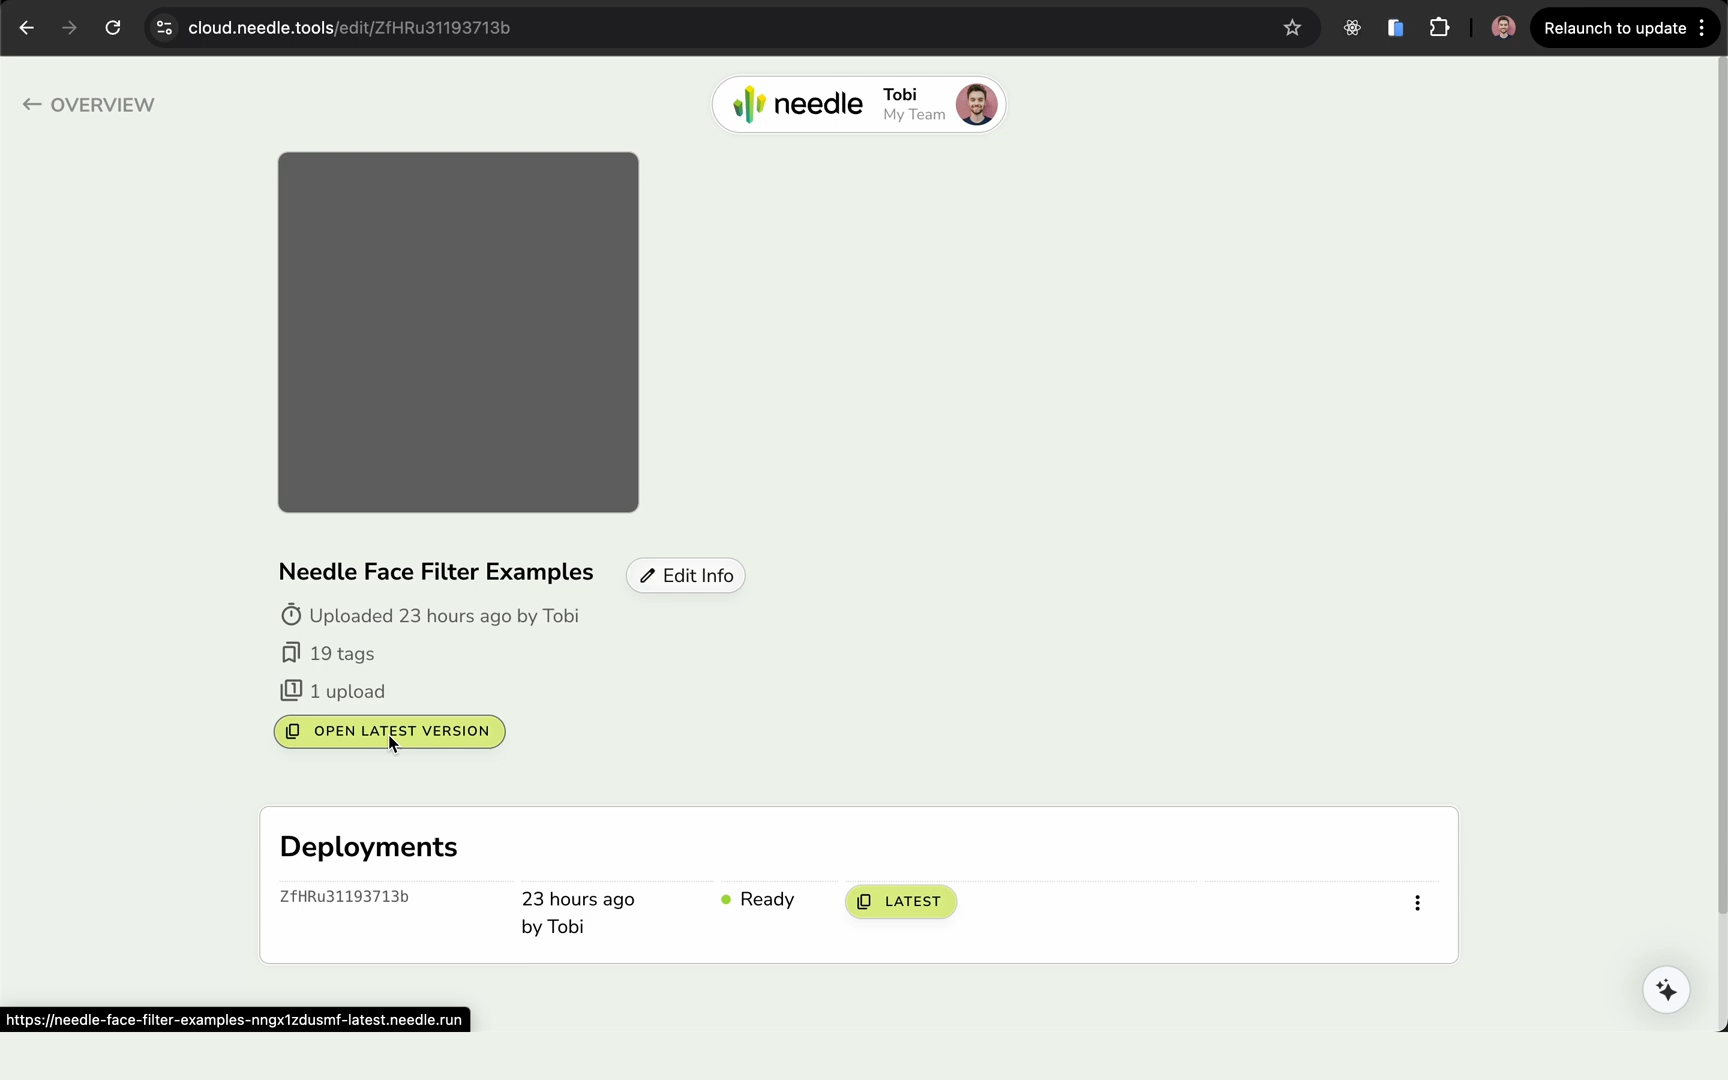 cloud.needle.tools/edit/ZfHRu31193713b
Relaunch to update
OVERVIEW
needle
Tobi
My Team
Needle Face Filter Examples
Edit Info
Uploaded 23 hours ago by Tobi
19 tags
1
1 upload
OPEN LATEST VERSION
Deployments
ZfHRu31193713b
23 hours ago
by Tobi
Ready
LATEST
https://needle-face-filter-examples-nngx1zdusmf-latest.needle.run